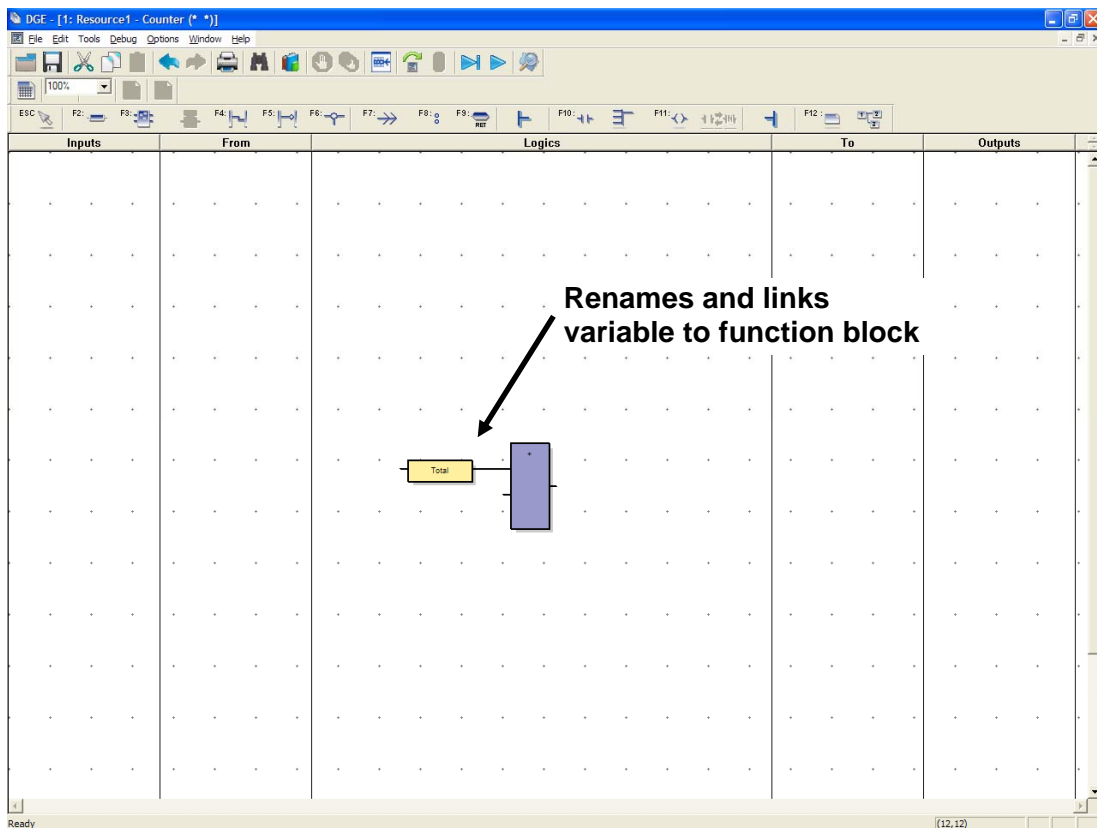 DGE - [1: Resource1 - Counter (* *)]
File Edit Tools Debug Options Window Help
100%
ESC F2: F3: F4: F5: F6: F7: F8: F9: RET F10: F11: F12:
Inputs From Logics To Outputs
Renames and links
variable to function block
+
Total
Ready (12,12)